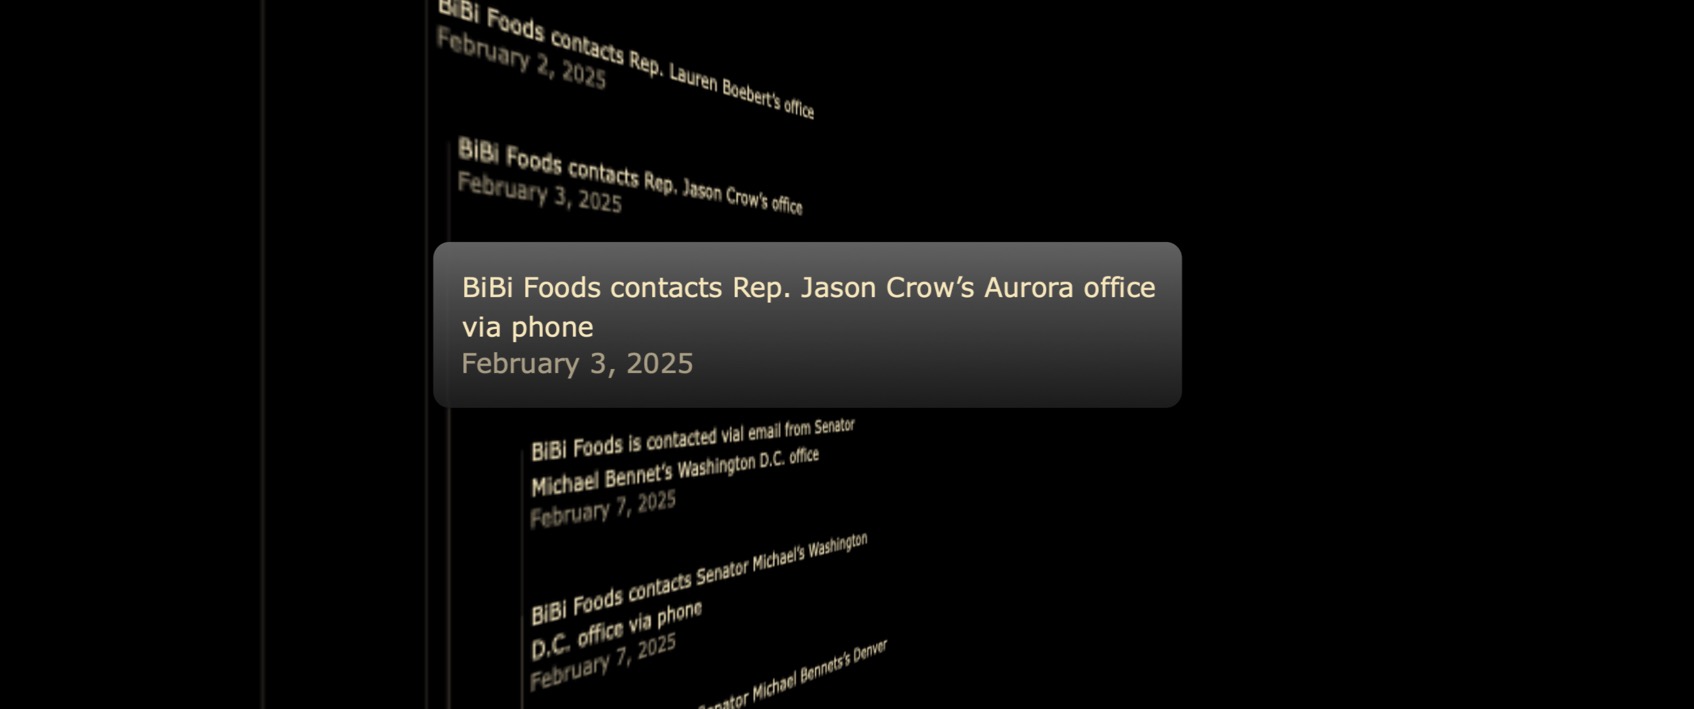 BiBi Foods contacts Rep. Lauren Boebert's office
February 2, 2025
BiBi Foods contacts Rep. Jason Crow's office
February 3, 2025
BiBi Foods contacts Rep. Jason Crow’s Aurora office
via phone
February 3, 2025
BiBi Foods is contacted vial email from Senator
Michael Bennet's Washington D.C. office
February 7, 2025
BiBi Foods contacts Senator Michael's Washington
D.C. office via phone
February 7, 2025
Senator Michael Bennets's Denver